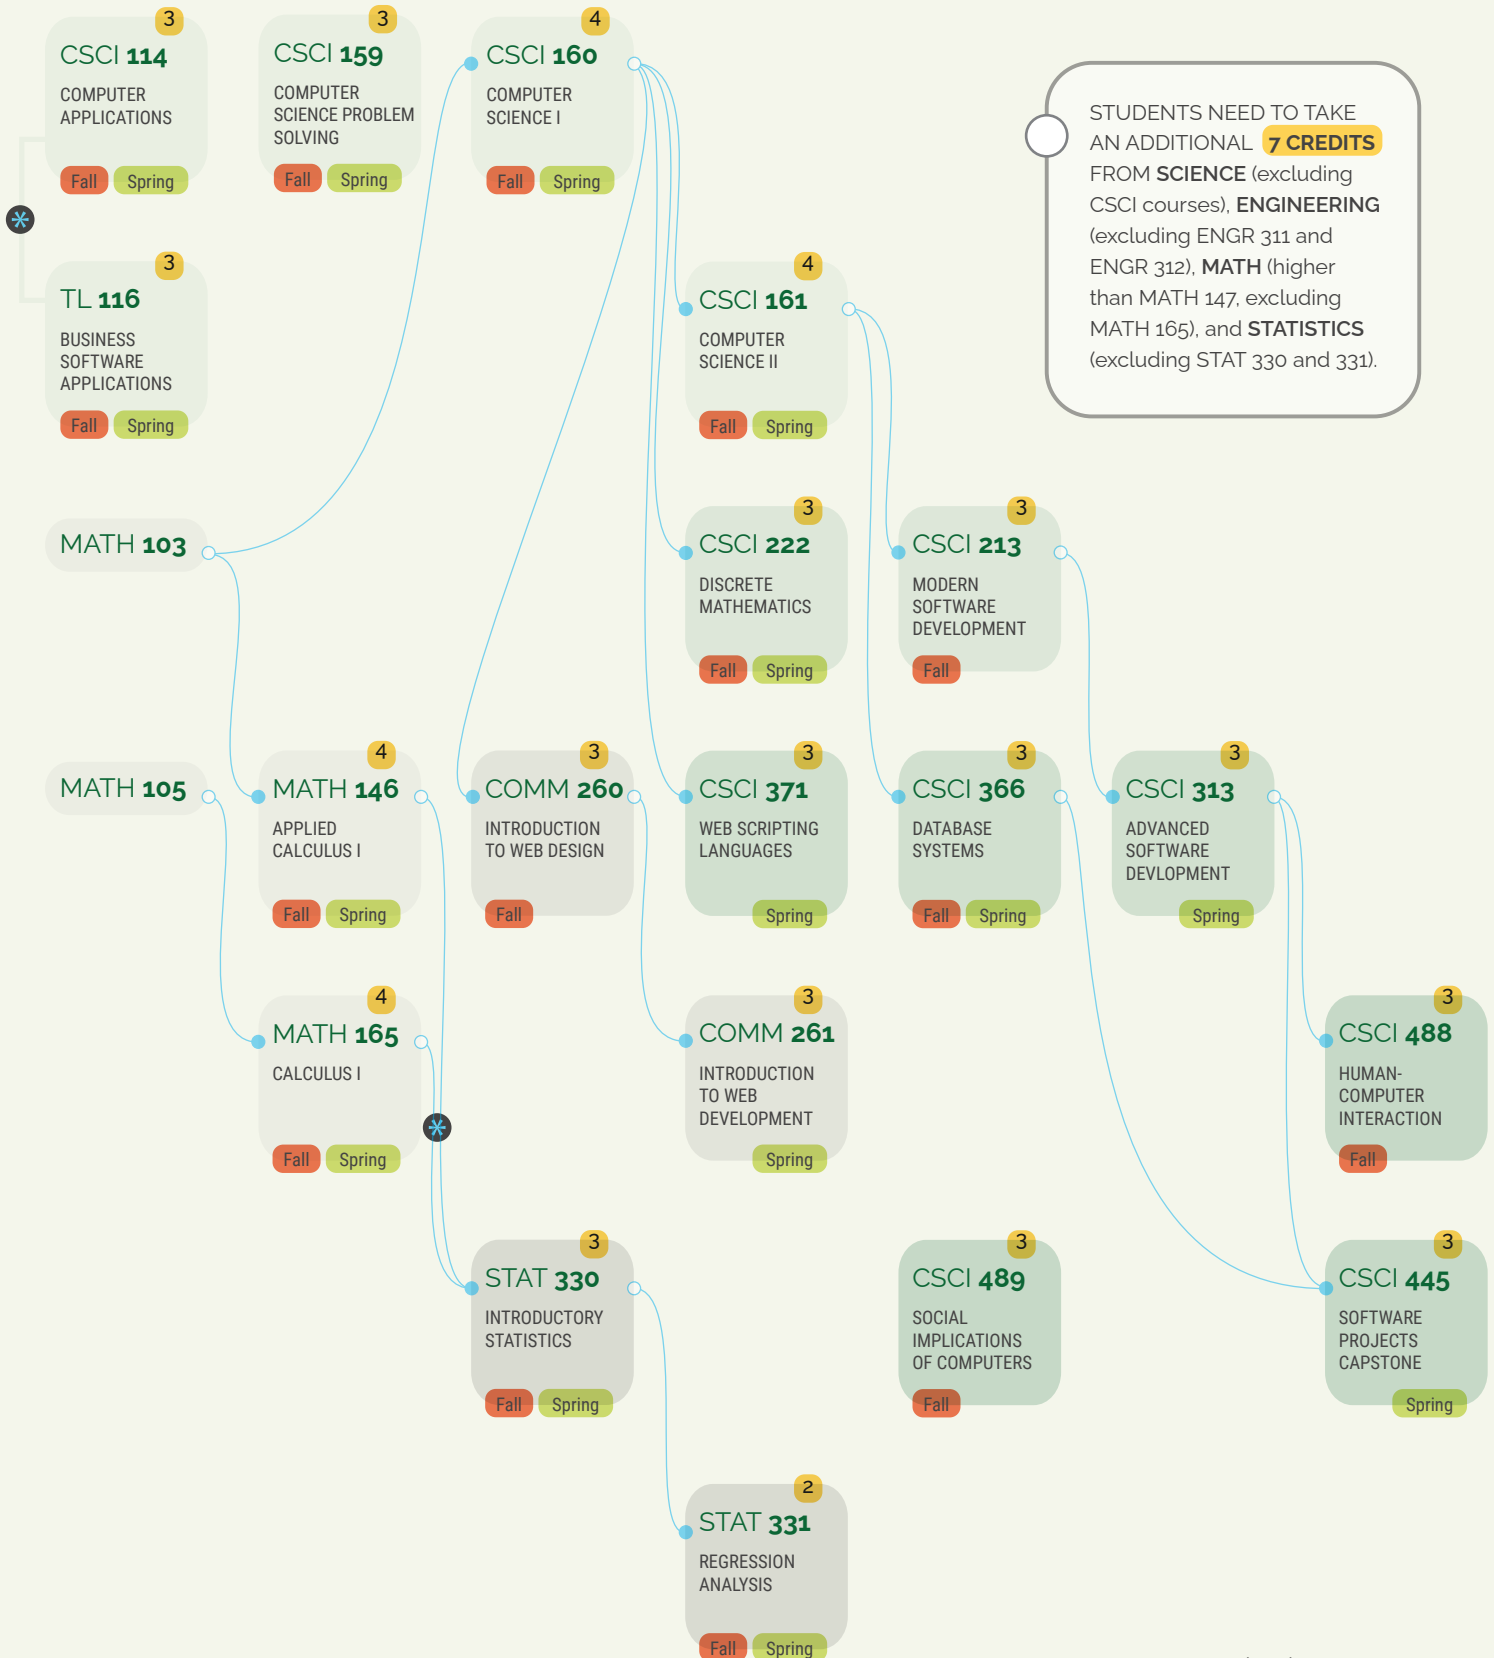 3
CSCI 114
COMPUTER
APPLICATIONS
Fall Spring
3
CSCI 159
COMPUTER
SCIENCE PROBLEM
SOLVING
Fall Spring
4
CSCI 160
COMPUTER
SCIENCE I
Fall Spring
STUDENTS NEED TO TAKE
AN ADDITIONAL 7 CREDITS
FROM SCIENCE (excluding
CSCI courses), ENGINEERING
(excluding ENGR 311 and
ENGR 312), MATH (higher
than MATH 147, excluding
MATH 165), and STATISTICS
(excluding STAT 330 and 331).
*
3
TL 116
BUSINESS
SOFTWARE
APPLICATIONS
Fall Spring
4
CSCI 161
COMPUTER
SCIENCE II
Fall Spring
MATH 103
3
CSCI 222
DISCRETE
MATHEMATICS
Fall Spring
3
CSCI 213
MODERN
SOFTWARE
DEVELOPMENT
Fall
MATH 105
4
MATH 146
APPLIED
CALCULUS I
Fall Spring
3
COMM 260
INTRODUCTION
TO WEB DESIGN
Fall
3
CSCI 371
WEB SCRIPTING
LANGUAGES
Spring
3
CSCI 366
DATABASE
SYSTEMS
Fall Spring
3
CSCI 313
ADVANCED
SOFTWARE
DEVLOPMENT
Spring
4
MATH 165
CALCULUS I
Fall Spring
*
3
COMM 261
INTRODUCTION
TO WEB
DEVELOPMENT
Spring
3
CSCI 488
HUMAN-
COMPUTER
INTERACTION
Fall
3
STAT 330
INTRODUCTORY
STATISTICS
Fall Spring
3
CSCI 489
SOCIAL
IMPLICATIONS
OF COMPUTERS
Fall
3
CSCI 445
SOFTWARE
PROJECTS
CAPSTONE
Spring
2
STAT 331
REGRESSION
ANALYSIS
Fall Spring